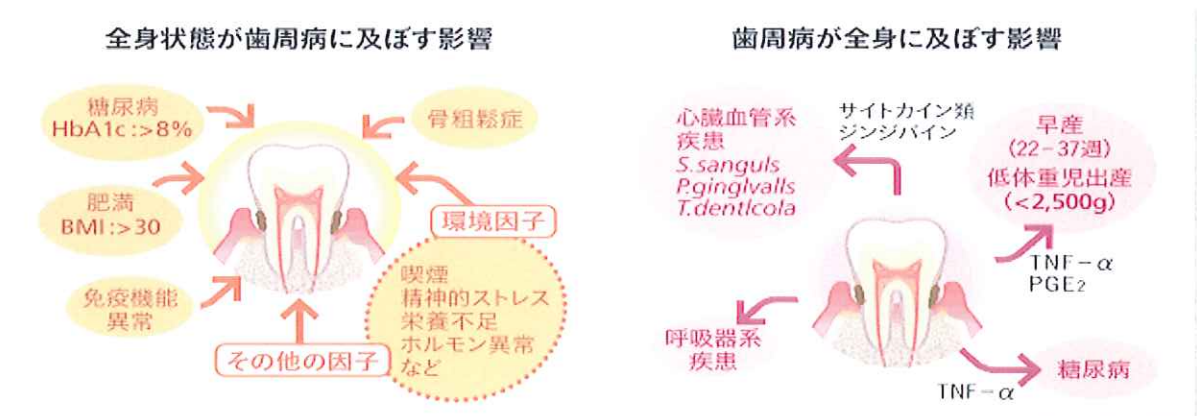 全身状態が歯周病に及ぼす影響
糖尿病
HbA1c:>8%
骨粗鬆症
肥満
BMI:>30
環境因子
喫煙
精神的ストレス
栄養不足
ホルモン異常
など
免疫機能
異常
その他の因子
歯周病が全身に及ぼす影響
心臓血管系
疾患
S.sanguls
P.ginglvalls
T.dentlcola
サイトカイン類
ジンジパイン
早産
(22-37週)
低体重児出産
(<2,500g)
TNF-α
PGE2
呼吸器系
疾患
TNF-α
糖尿病